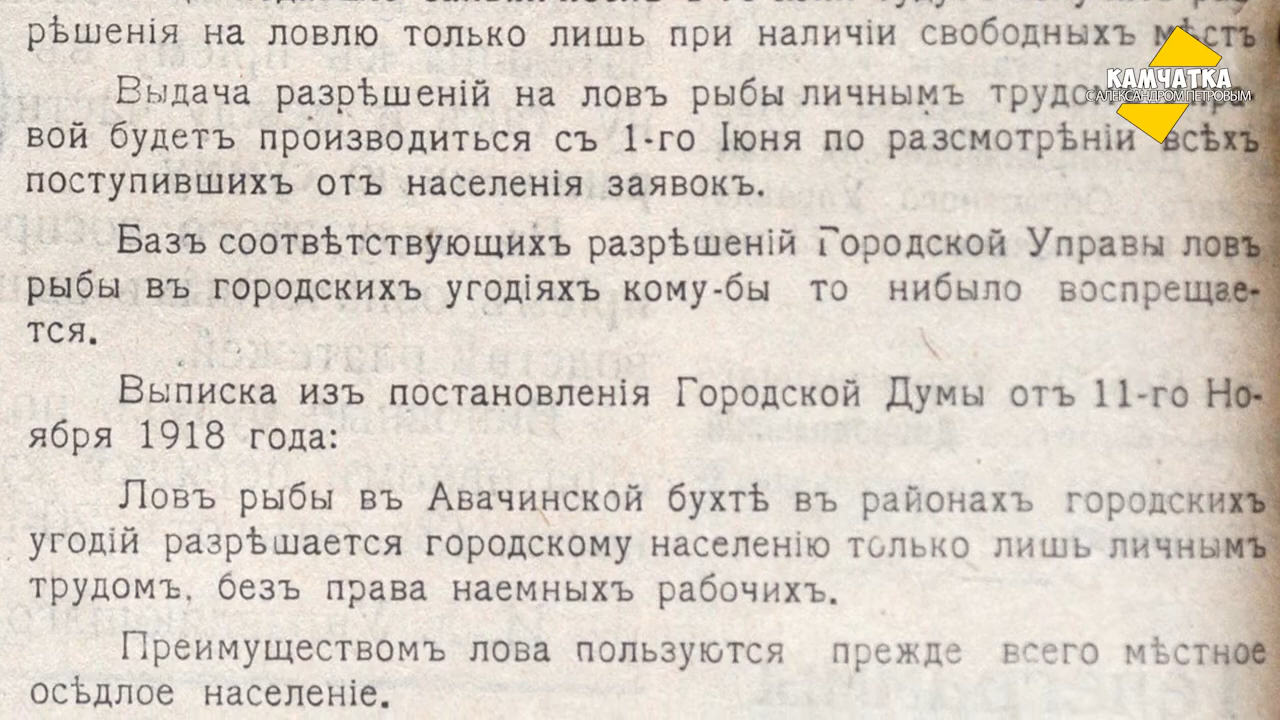 рѣшенія на ловлю только лишь при наличіи свободныхъ мѣстъ
КАМЧАТКА
С АЛЕКСАНДРОМ ПЕТРОВЫМ
Выдача разрѣшеній на ловъ рыбы личнымъ
вой будетъ производиться съ 1-го Іюня по разсмотрѣніи всѣхъ
поступившихъ отъ населенія заявокъ.
Базъ соотвѣтствующихъ разрѣшеній Городской Управы ловъ
рыбы въ городскихъ угодіяхъ кому-бы то нибыло воспрещае-
тся.
Выписка изъ постановленія Городской Думы отъ 11-го Но-
ября 1918 года:
Ловъ рыбы въ Авачинской бухтѣ въ районахъ городскихъ
угодій разрѣшается городскому населенію только лишь личнымъ
трудомъ, безъ права наемныхъ рабочихъ.
Преимуществомъ лова пользуются прежде всего мѣстное
осѣдлое населеніе.